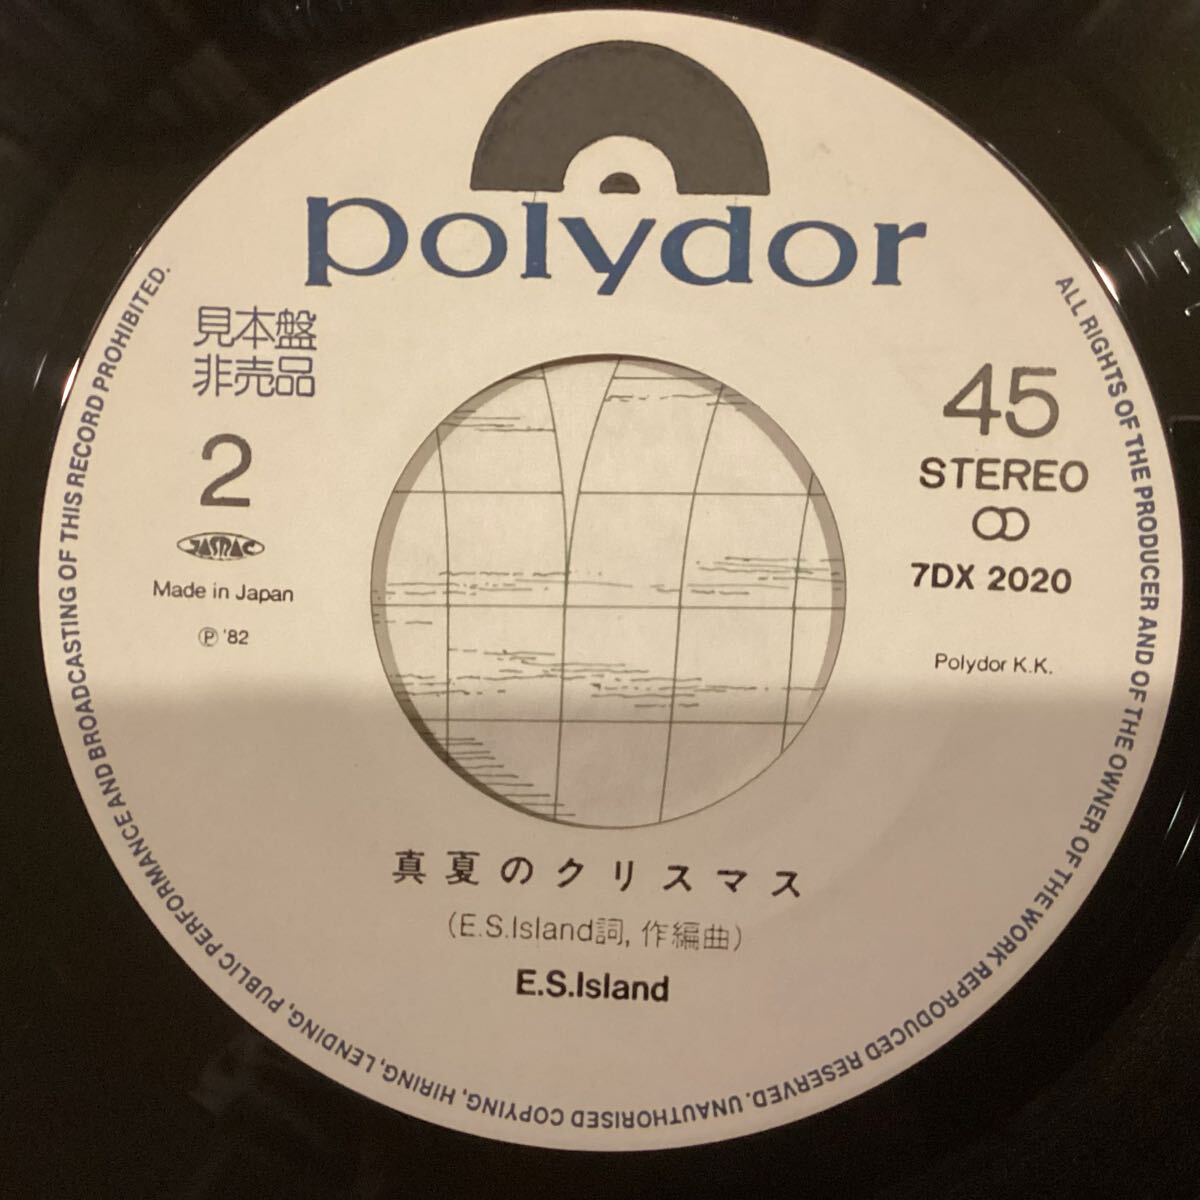 polydor
見本盤
非売品
2
JASRAC
Made in Japan
Ⓟ '82
45
STEREO
7DX 2020
Polydor K.K.
真夏のクリスマス
(E.S.Island詞, 作編曲)
E.S.Island
ALL RIGHTS OF THE PRODUCER AND OF THE OWNER OF THE WORK REPRODUCED RESERVED. UNAUTHORISED COPYING, HIRING, LENDING, PUBLIC PERFORMANCE AND BROADCASTING OF THIS RECORD PROHIBITED.